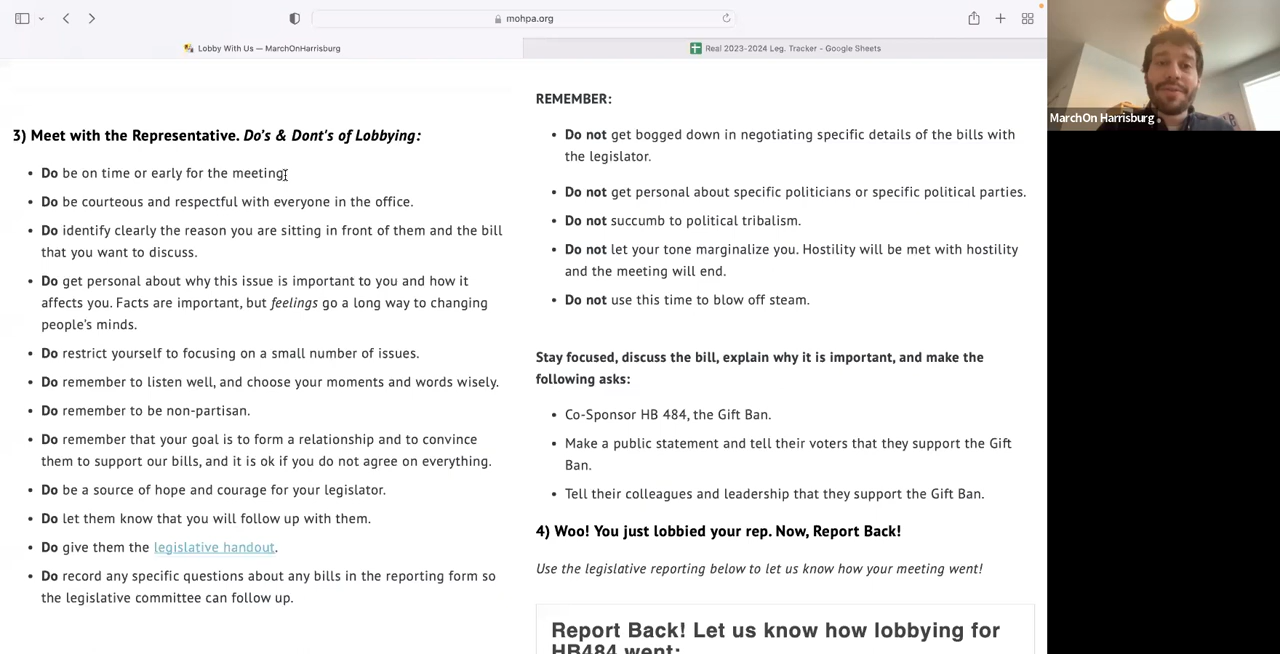 mohpa.org
Lobby With Us — MarchOnHarrisburg
Real 2023-2024 Leg. Tracker - Google Sheets
3) Meet with the Representative. Do's & Dont's of Lobbying:
• Do be on time or early for the meeting.
• Do be courteous and respectful with everyone in the office.
• Do identify clearly the reason you are sitting in front of them and the bill
that you want to discuss.
• Do get personal about why this issue is important to you and how it
affects you. Facts are important, but feelings go a long way to changing
people's minds.
• Do restrict yourself to focusing on a small number of issues.
• Do remember to listen well, and choose your moments and words wisely.
• Do remember to be non-partisan.
• Do remember that your goal is to form a relationship and to convince
them to support our bills, and it is ok if you do not agree on everything.
• Do be a source of hope and courage for your legislator.
• Do let them know that you will follow up with them.
• Do give them the legislative handout.
• Do record any specific questions about any bills in the reporting form so
the legislative committee can follow up.
REMEMBER:
• Do not get bogged down in negotiating specific details of the bills with
the legislator.
• Do not get personal about specific politicians or specific political parties.
• Do not succumb to political tribalism.
• Do not let your tone marginalize you. Hostility will be met with hostility
and the meeting will end.
• Do not use this time to blow off steam.
Stay focused, discuss the bill, explain why it is important, and make the
following asks:
• Co-Sponsor HB 484, the Gift Ban.
• Make a public statement and tell their voters that they support the Gift
Ban.
• Tell their colleagues and leadership that they support the Gift Ban.
4) Woo! You just lobbied your rep. Now, Report Back!
Use the legislative reporting below to let us know how your meeting went!
Report Back! Let us know how lobbying for
HB484 went:
MarchOn Harrisburg